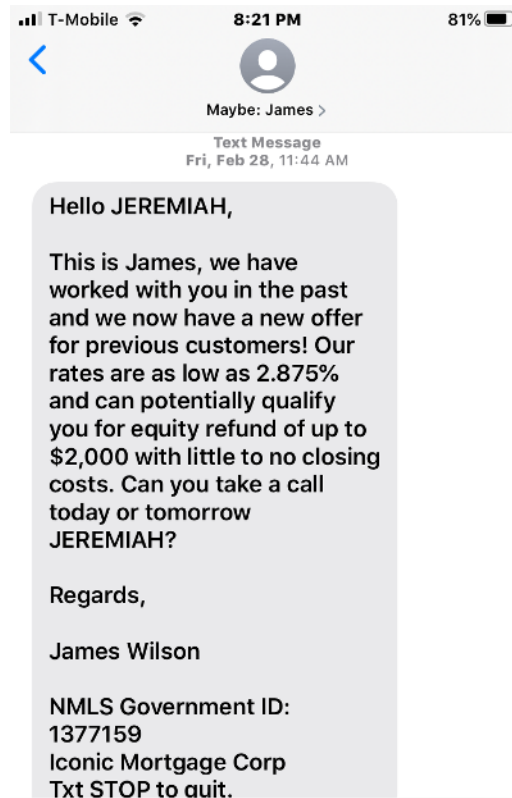 T-Mobile 8:21 PM 81%
Maybe: James >
Text Message
Fri, Feb 28, 11:44 AM
Hello JEREMIAH,
This is James, we have
worked with you in the past
and we now have a new offer
for previous customers! Our
rates are as low as 2.875%
and can potentially qualify
you for equity refund of up to
$2,000 with little to no closing
costs. Can you take a call
today or tomorrow
JEREMIAH?
Regards,
James Wilson
NMLS Government ID:
1377159
Iconic Mortgage Corp
Txt STOP to quit.